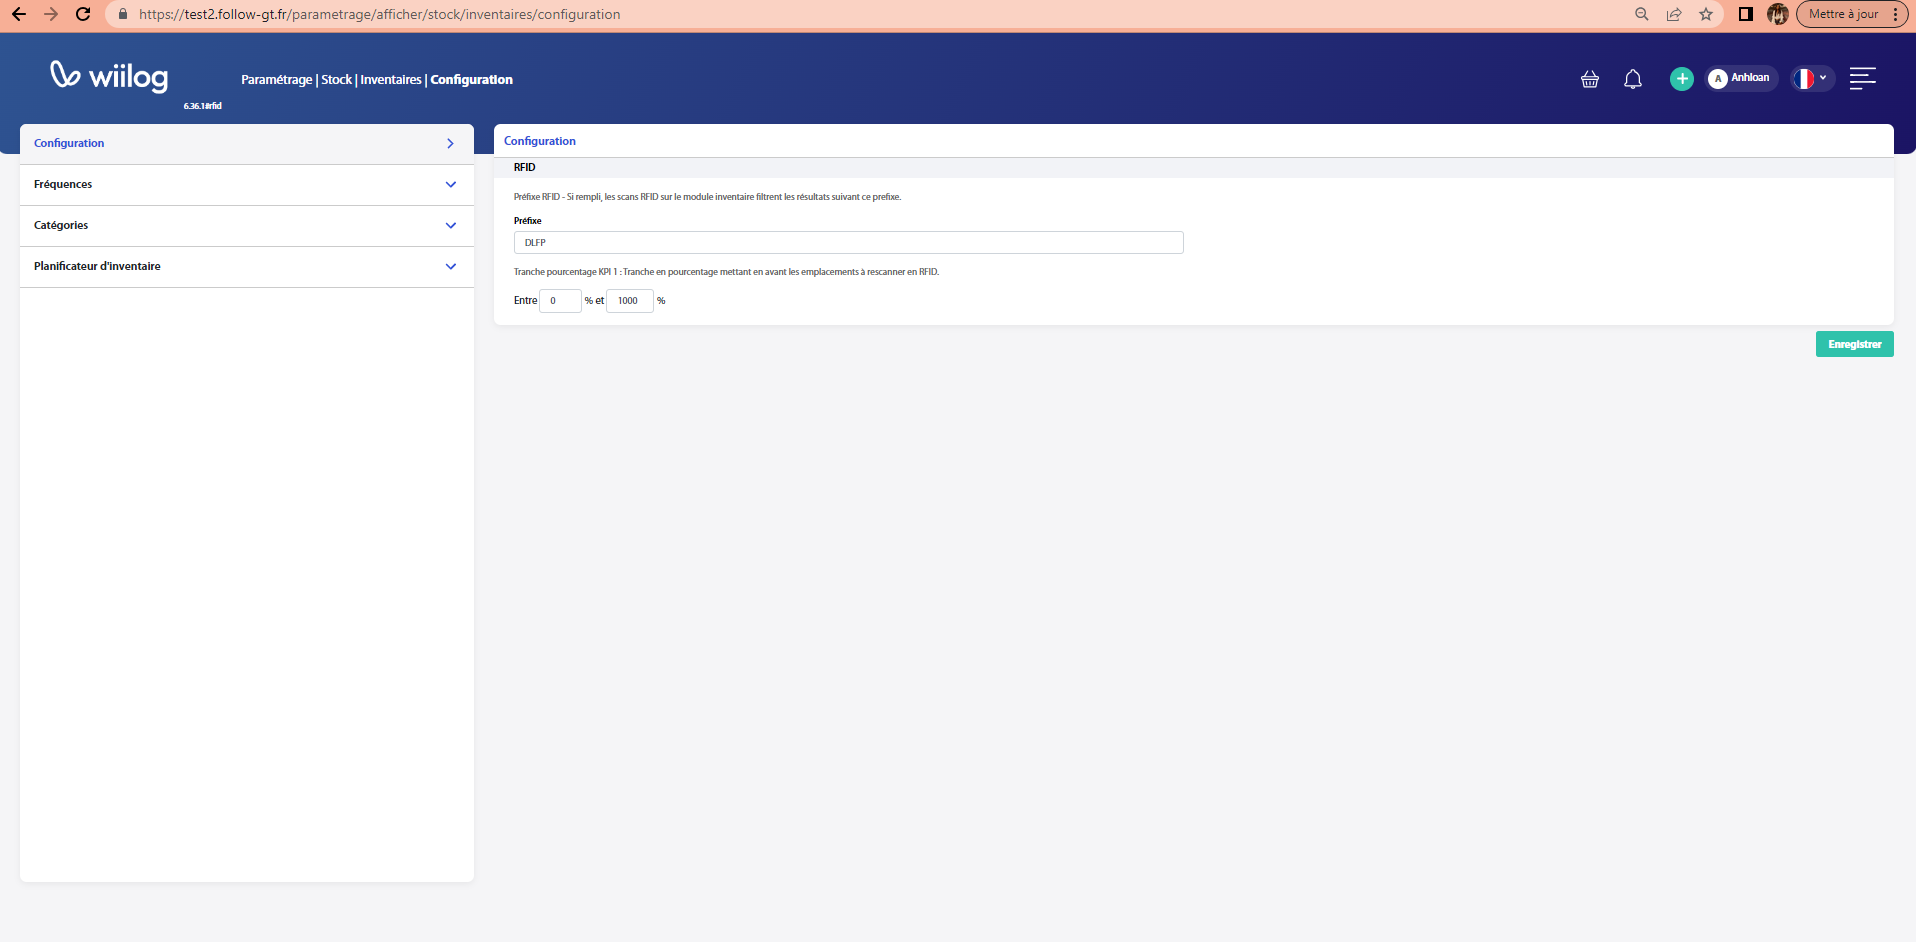 https://test2.follow-gt.fr/parametrage/afficher/stock/inventaires/configuration
Mettre à jour
wiilog
6.36.1#rfid
Paramétrage | Stock | Inventaires | Configuration
A Anhloan
Configuration
Fréquences
Catégories
Planificateur d'inventaire
Configuration
RFID
Préfixe RFID - Si rempli, les scans RFID sur le module inventaire filtrent les résultats suivant ce prefixe.
Préfixe
DLFP
Tranche pourcentage KPI 1 : Tranche en pourcentage mettant en avant les emplacements à rescanner en RFID.
Entre 0 % et 1000 %
Enregistrer